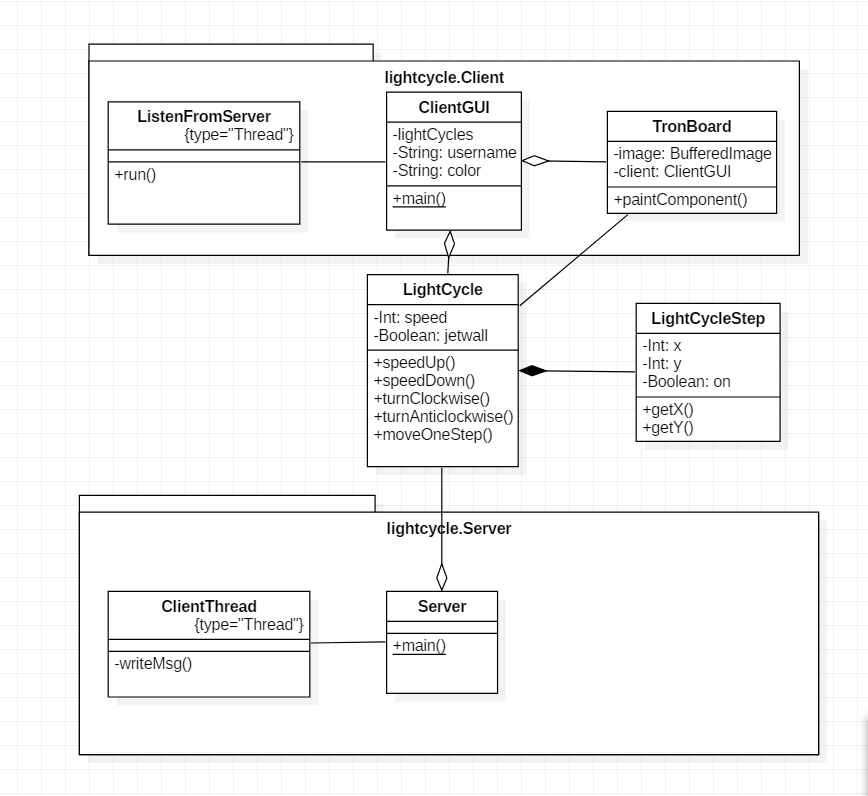 lightcycle.Client
ListenFromServer
{type="Thread"}
+run()
ClientGUI
-lightCycles
-String: username
-String: color
+main()
TronBoard
-image: BufferedImage
-client: ClientGUI
+paintComponent()
LightCycle
-Int: speed
-Boolean: jetwall
+speedUp()
+speedDown()
+turnClockwise()
+turnAnticlockwise()
+moveOneStep()
LightCycleStep
-Int: x
-Int: y
-Boolean: on
+getX()
+getY()
lightcycle.Server
ClientThread
{type="Thread"}
-writeMsg()
Server
+main()